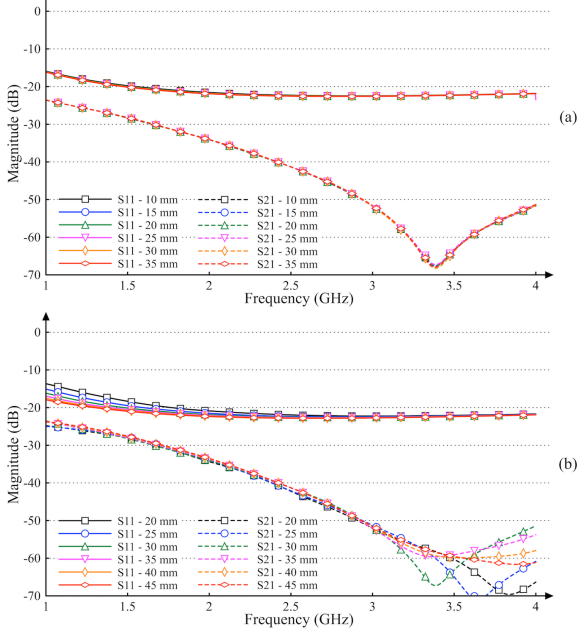 0
-10
-20
-30
-40
-50
-60
-70
Magnitude (dB)
S11 - 10 mm S21 - 10 mm
S11 - 15 mm S21 - 15 mm
S11 - 20 mm S21 - 20 mm
S11 - 25 mm S21 - 25 mm
S11 - 30 mm S21 - 30 mm
S11 - 35 mm S21 - 35 mm
1 1.5 2 2.5 3 3.5 4
Frequency (GHz)
(a)
0
-10
-20
-30
-40
-50
-60
-70
Magnitude (dB)
S11 - 20 mm S21 - 20 mm
S11 - 25 mm S21 - 25 mm
S11 - 30 mm S21 - 30 mm
S11 - 35 mm S21 - 35 mm
S11 - 40 mm S21 - 40 mm
S11 - 45 mm S21 - 45 mm
1 1.5 2 2.5 3 3.5 4
Frequency (GHz)
(b)